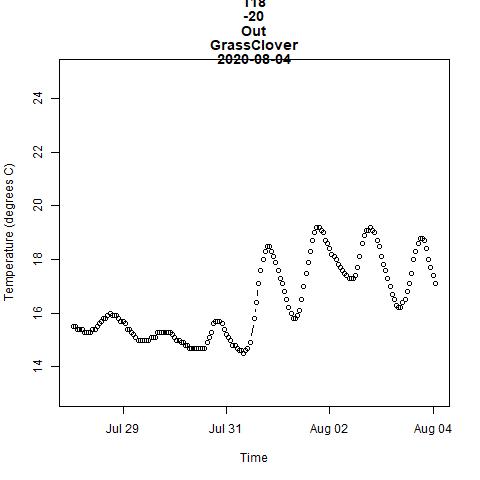 T18
-20
Out
GrassClover
2020-08-04
Temperature (degrees C)
24
22
20
18
16
14
Jul 29
Jul 31
Aug 02
Aug 04
Time